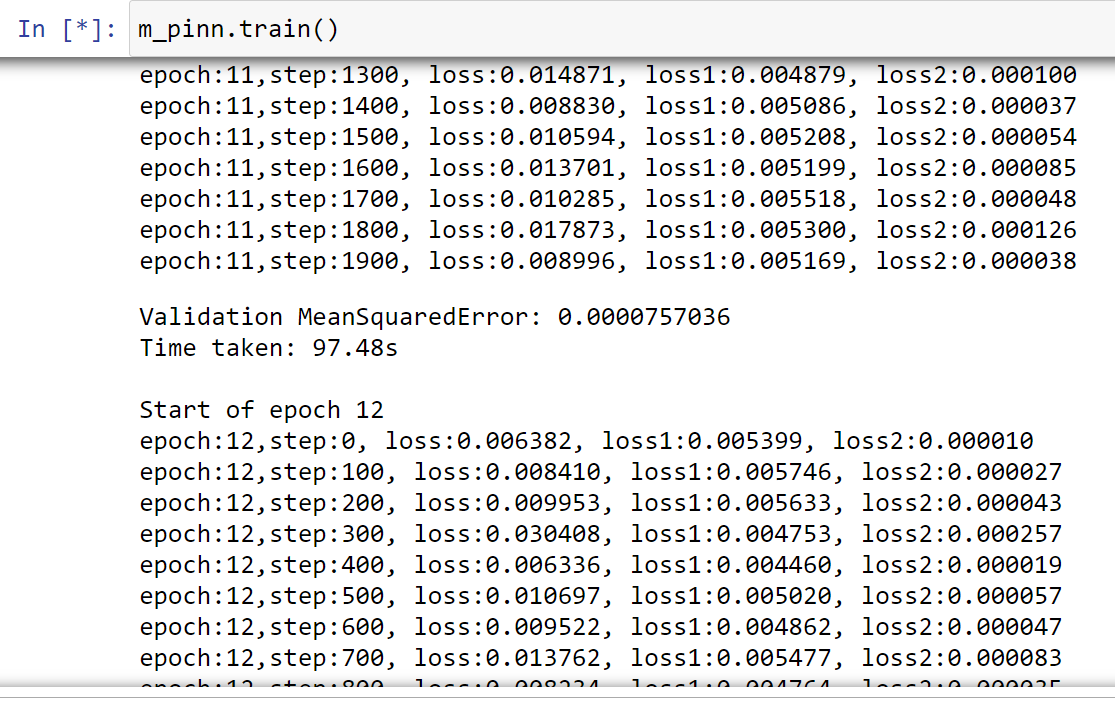 In [*]: m_pinn.train()
epoch:11,step:1300, loss:0.014871, loss1:0.004879, loss2:0.000100
epoch:11,step:1400, loss:0.008830, loss1:0.005086, loss2:0.000037
epoch:11,step:1500, loss:0.010594, loss1:0.005208, loss2:0.000054
epoch:11,step:1600, loss:0.013701, loss1:0.005199, loss2:0.000085
epoch:11,step:1700, loss:0.010285, loss1:0.005518, loss2:0.000048
epoch:11,step:1800, loss:0.017873, loss1:0.005300, loss2:0.000126
epoch:11,step:1900, loss:0.008996, loss1:0.005169, loss2:0.000038
Validation MeanSquaredError: 0.0000757036
Time taken: 97.48s
Start of epoch 12
epoch:12,step:0, loss:0.006382, loss1:0.005399, loss2:0.000010
epoch:12,step:100, loss:0.008410, loss1:0.005746, loss2:0.000027
epoch:12,step:200, loss:0.009953, loss1:0.005633, loss2:0.000043
epoch:12,step:300, loss:0.030408, loss1:0.004753, loss2:0.000257
epoch:12,step:400, loss:0.006336, loss1:0.004460, loss2:0.000019
epoch:12,step:500, loss:0.010697, loss1:0.005020, loss2:0.000057
epoch:12,step:600, loss:0.009522, loss1:0.004862, loss2:0.000047
epoch:12,step:700, loss:0.013762, loss1:0.005477, loss2:0.000083